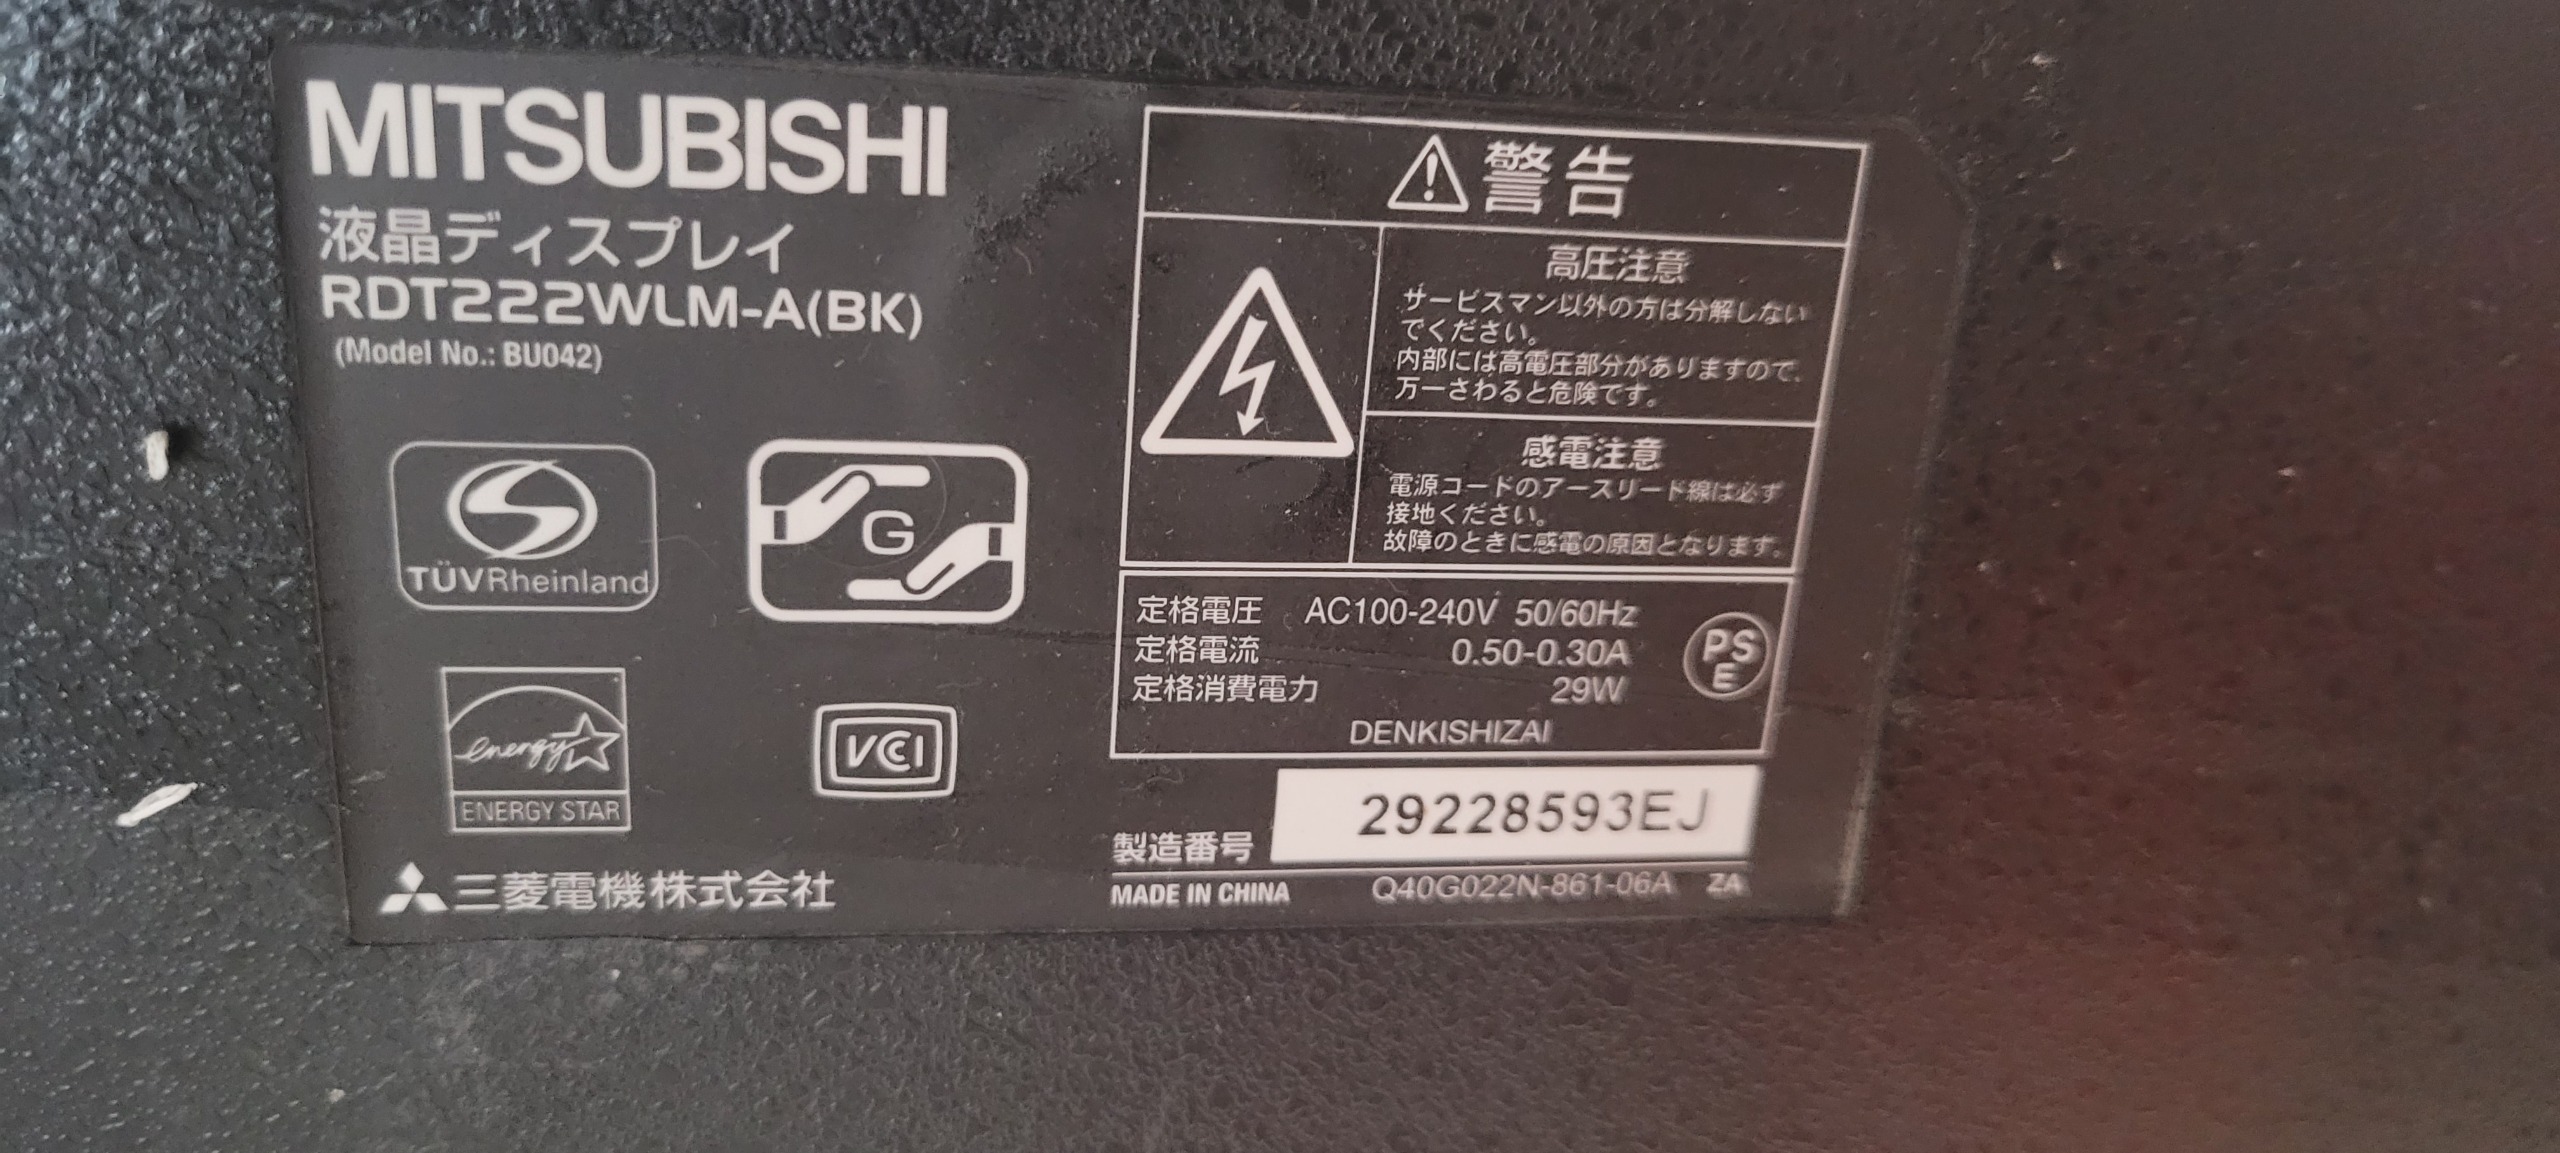 MITSUBISHI
液晶ディスプレイ
RDT222WLM-A(BK)
(Model No.: BU042)
TÜVRheinland
G
energy
ENERGY STAR
VCCI
三菱電機株式会社
警告
高圧注意
サービスマン以外の方は分解しない
でください。
内部には高電圧部分がありますので、
万一さわると危険です。
感電注意
電源コードのアースリード線は必ず
接地ください。
故障のときに感電の原因となります。
定格電圧 AC100-240V 50/60Hz
定格電流 0.50-0.30A
定格消費電力 29W
PS
E
DENKISHIZAI
製造番号 29228593EJ
MADE IN CHINA Q40G022N-861-06A ZA